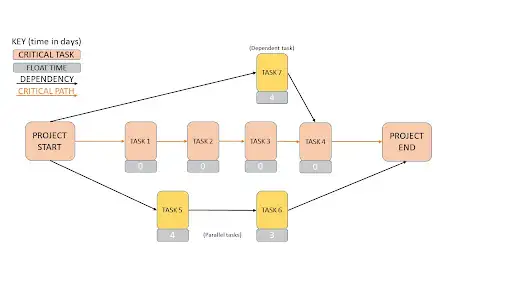 KEY (time in days)
CRITICAL TASK
FLOAT TIME
DEPENDENCY
CRITICAL PATH
(Dependent task)
TASK 7
4
PROJECT
START
TASK 1
0
TASK 2
0
TASK 3
0
TASK 4
0
PROJECT
END
TASK 5
4
(Parallel tasks)
TASK 6
3